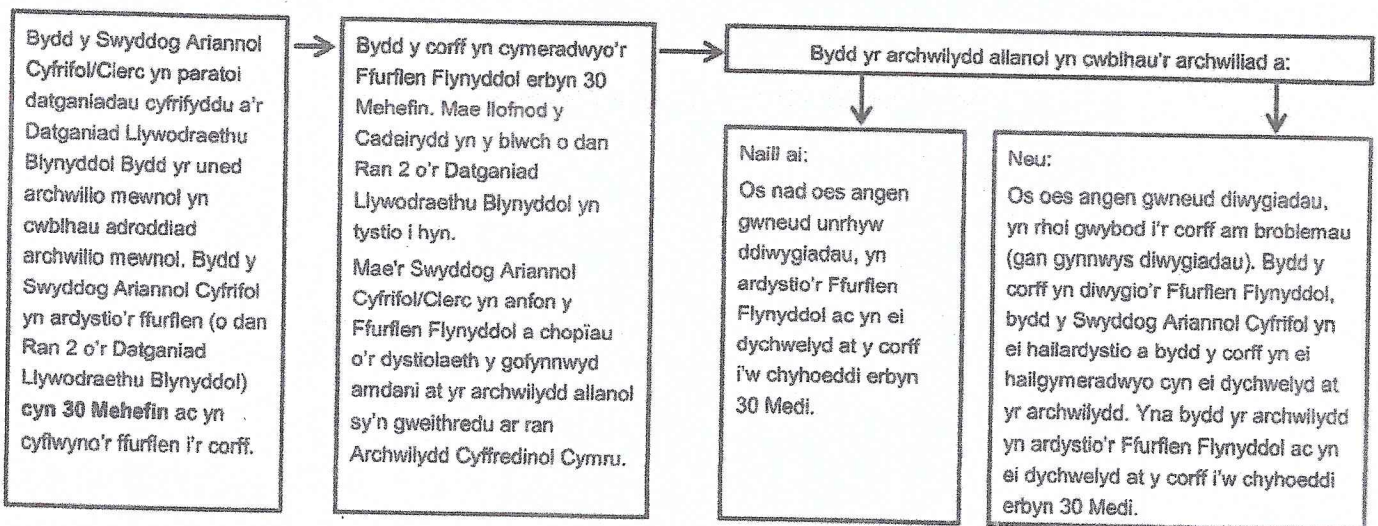 Bydd y Swyddog Ariannol
Cyfrifol/Clerc yn paratoi
datganiadau cyfrifyddu a'r
Datganiad Llywodraethu
Blynyddol Bydd yr uned
archwilio mewnol yn
cwblhau adroddiad
archwilio mewnol. Bydd y
Swyddog Ariannol Cyfrifol
yn ardystio'r ffurflen (o dan
Ran 2 o'r Datganiad
Llywodraethu Blynyddol)
cyn 30 Mehefin ac yn
cyflwyno'r ffurflen i'r corff.
Bydd y corff yn cymeradwyo'r
Ffurflen Flynyddol erbyn 30
Mehefin. Mae llofnod y
Cadeirydd yn y blwch o dan
Ran 2 o'r Datganiad
Llywodraethu Blynyddol yn
tystio i hyn.
Mae'r Swyddog Ariannol
Cyfrifol/Clerc yn anfon y
Ffurflen Flynyddol a chopïau
o'r dystiolaeth y gofynnwyd
amdani at yr archwilydd allanol
sy'n gweithredu ar ran
Archwilydd Cyffredinol Cymru.
Bydd yr archwilydd allanol yn cwblhau'r archwiliad a:
Naill ai:
Os nad oes angen
gwneud unrhyw
ddiwygiadau, yn
ardystio'r Ffurflen
Flynyddol ac yn ei
dychwelyd at y corff
i'w chyhoeddi erbyn
30 Medi.
Neu:
Os oes angen gwneud diwygiadau,
yn rhoi gwybod i'r corff am broblemau
(gan gynnwys diwygiadau). Bydd y
corff yn diwygio'r Ffurflen Flynyddol,
bydd y Swyddog Ariannol Cyfrifol yn
ei hailardystio a bydd y corff yn ei
hailgymeradwyo cyn ei dychwelyd at
yr archwilydd. Yna bydd yr archwilydd
yn ardystio'r Ffurflen Flynyddol ac yn
ei dychwelyd at y corff i'w chyhoeddi
erbyn 30 Medi.